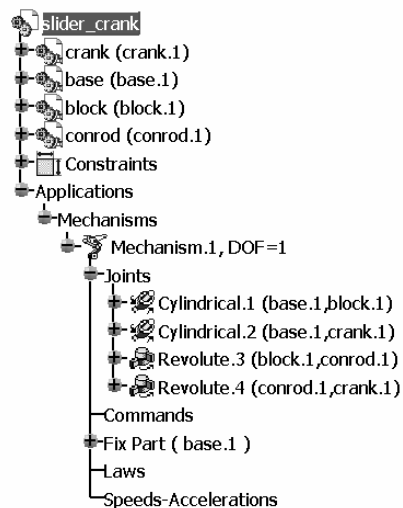 slider_crank
crank (crank.1)
base (base.1)
block (block.1)
conrod (conrod.1)
Constraints
Applications
Mechanisms
Mechanism.1, DOF=1
Joints
Cylindrical.1 (base.1,block.1)
Cylindrical.2 (base.1,crank.1)
Revolute.3 (block.1,conrod.1)
Revolute.4 (conrod.1,crank.1)
Commands
Fix Part ( base.1 )
Laws
Speeds-Accelerations